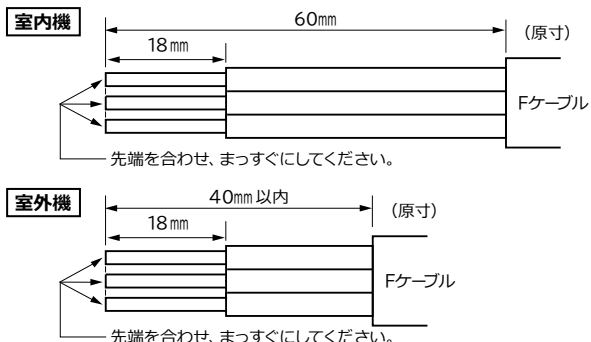 室内機
60㎜
(原寸)
18㎜
Fケーブル
先端を合わせ、まっすぐにしてください。
室外機
40㎜以内
(原寸)
18㎜
Fケーブル
先端を合わせ、まっすぐにしてください。